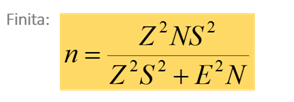 Finita:
n = Z²NS² / Z²S² + E²N